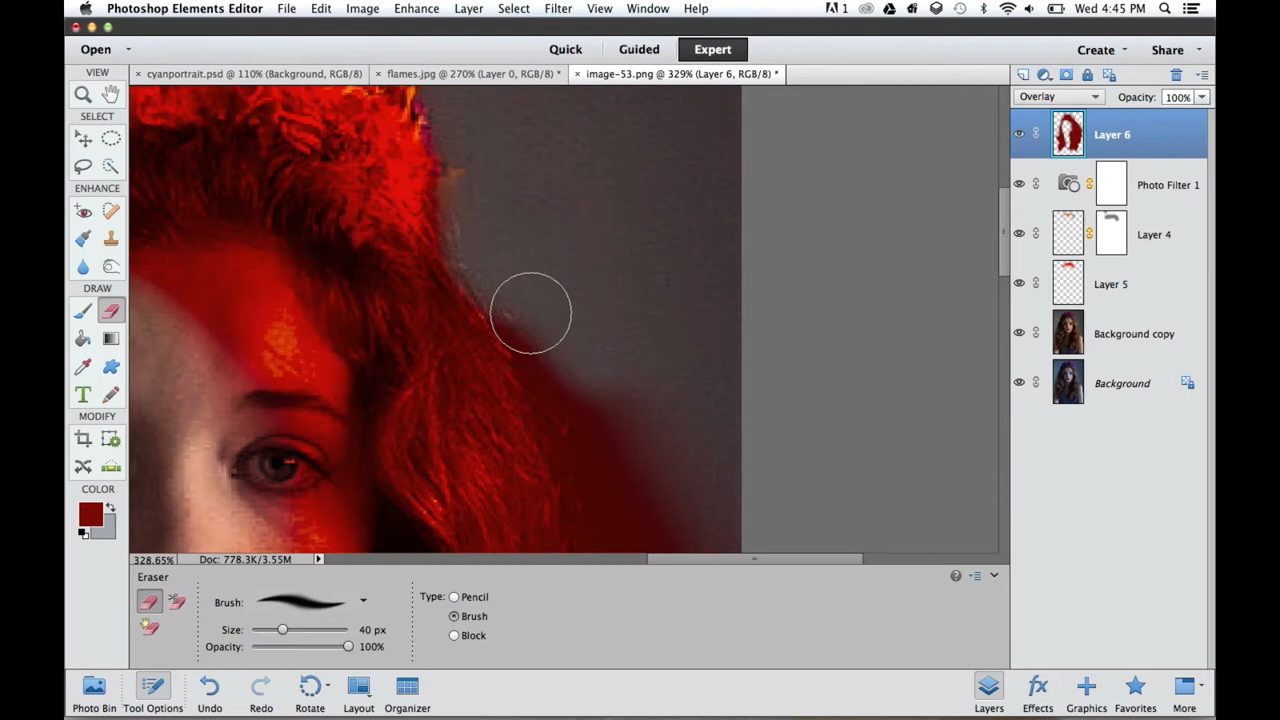 Photoshop Elements Editor File Edit Image Enhance Layer Select Filter View Window Help 1 Wed 4:45 PM
Open Quick Guided Expert Create Share
VIEW × cyanportrait.psd @ 110% (Background, RGB/8) × flames.jpg @ 270% (Layer 0, RGB/8) * × image-53.png @ 329% (Layer 6, RGB/8) *
Overlay Opacity: 100%
SELECT
Layer 6
ENHANCE
Photo Filter 1
Layer 4
DRAW
Layer 5
Background copy
Background
T
MODIFY
COLOR
328.65% Doc: 778.3K/3.55M
Eraser
Brush: Type: Pencil
Brush
Size: 40 px
Block
Opacity: 100%
fx
Photo Bin Tool Options Undo Redo Rotate Layout Organizer Layers Effects Graphics Favorites More